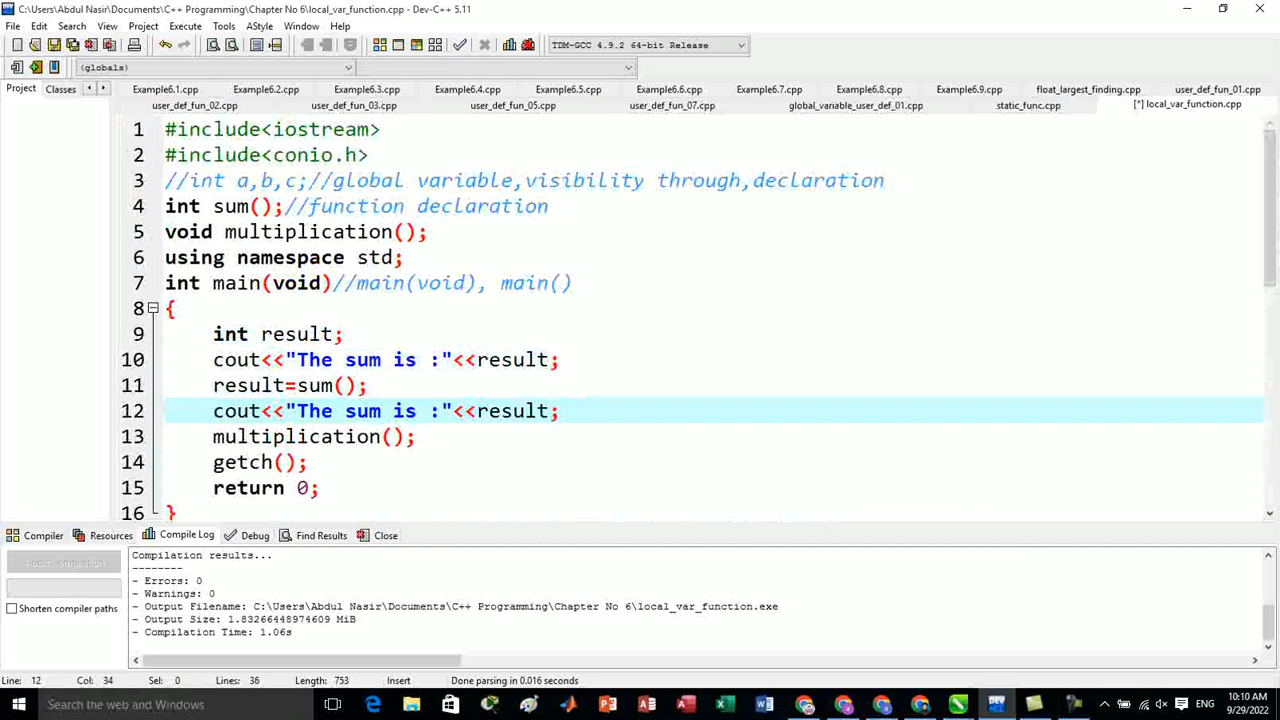 C:\Users\Abdul Nasir\Documents\C++ Programming\Chapter No 6\local_var_function.cpp - Dev-C++ 5.11
File Edit Search View Project Execute Tools AStyle Window Help
TDM-GCC 4.9.2 64-bit Release
(globals)
Project Classes
Example6.1.cpp Example6.2.cpp Example6.3.cpp Example6.4.cpp Example6.5.cpp Example6.6.cpp Example6.7.cpp Example6.8.cpp Example6.9.cpp float_largest_finding.cpp user_def_fun_01.cpp
user_def_fun_02.cpp user_def_fun_03.cpp user_def_fun_05.cpp user_def_fun_07.cpp global_variable_user_def_01.cpp static_func.cpp [*] local_var_function.cpp
1 #include<iostream>
2 #include<conio.h>
3 //int a,b,c;//global variable,visibility through,declaration
4 int sum();//function declaration
5 void multiplication();
6 using namespace std;
7 int main(void)//main(void), main()
8 {
9 int result;
10 cout<<"The sum is :"<<result;
11 result=sum();
12 cout<<"The sum is :"<<result;
13 multiplication();
14 getch();
15 return 0;
16 }
Compiler Resources Compile Log Debug Find Results Close
Abort Compilation
Shorten compiler paths
Compilation results...
--------
- Errors: 0
- Warnings: 0
- Output Filename: C:\Users\Abdul Nasir\Documents\C++ Programming\Chapter No 6\local_var_function.exe
- Output Size: 1.83266448974609 MiB
- Compilation Time: 1.06s
Line: 12 Col: 34 Sel: 0 Lines: 36 Length: 753 Insert Done parsing in 0.016 seconds
Search the web and Windows
ENG
10:10 AM
9/29/2022